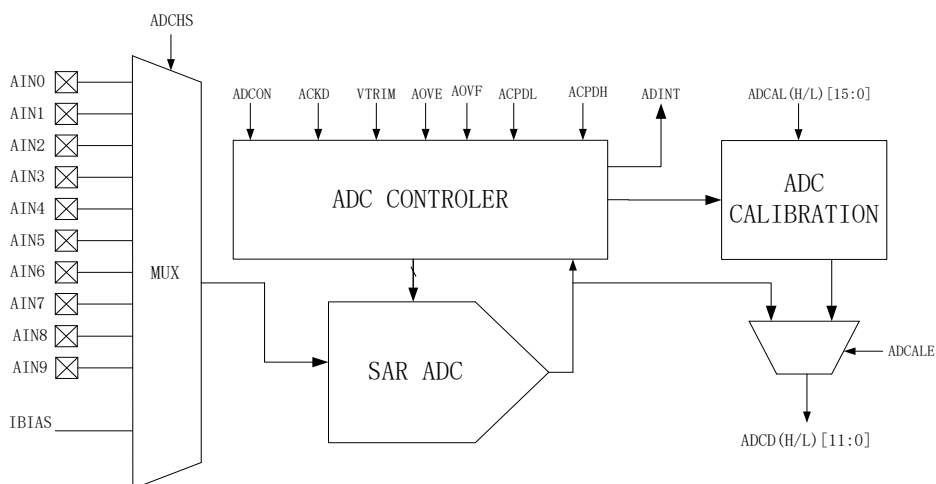 ADCHS
AIN0
AIN1
AIN2
AIN3
AIN4
AIN5
AIN6
AIN7
AIN8
AIN9
IBIAS
MUX
ADCON
ACKD
VTRIM
AOVE
AOVF
ACPDL
ACPDH
ADINT
ADCAL(H/L)[15:0]
ADC CONTROLER
ADC
CALIBRATION
SAR ADC
ADCALE
ADCD(H/L)[11:0]